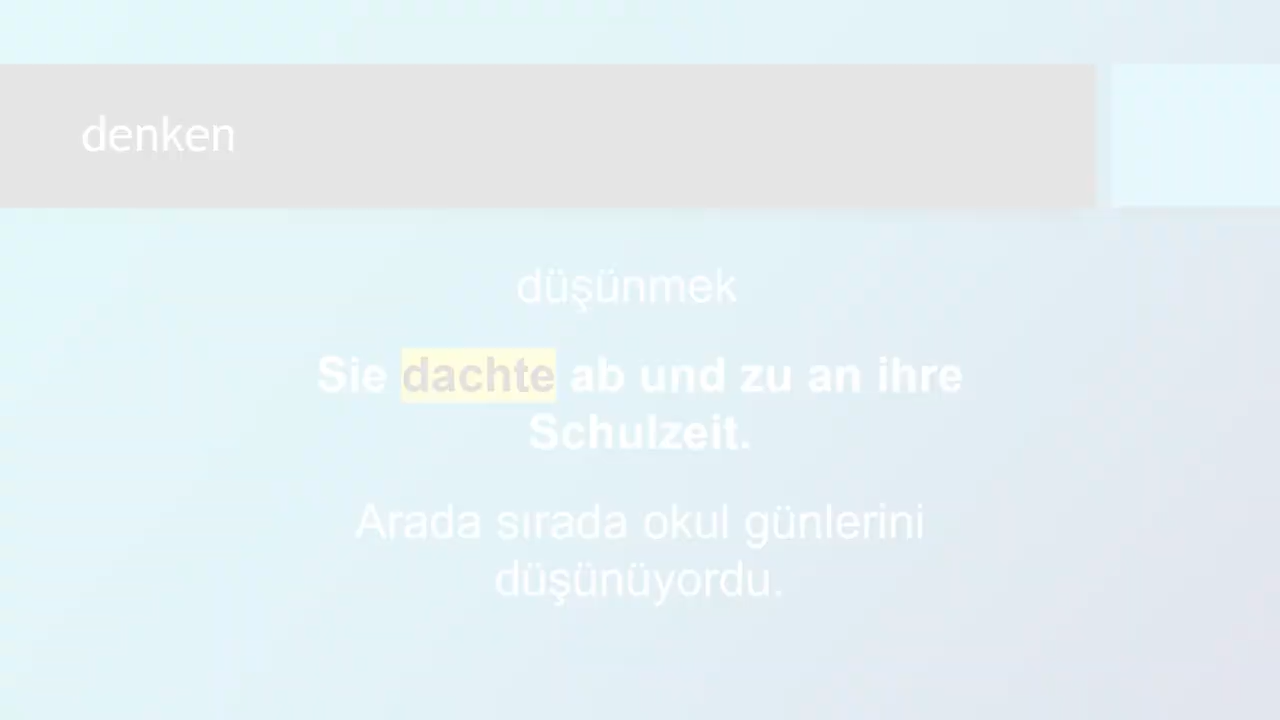 denken
düşünmek
Sie dachte ab und zu an ihre
Schulzeit.
Arada sırada okul günlerini
düşünüyordu.